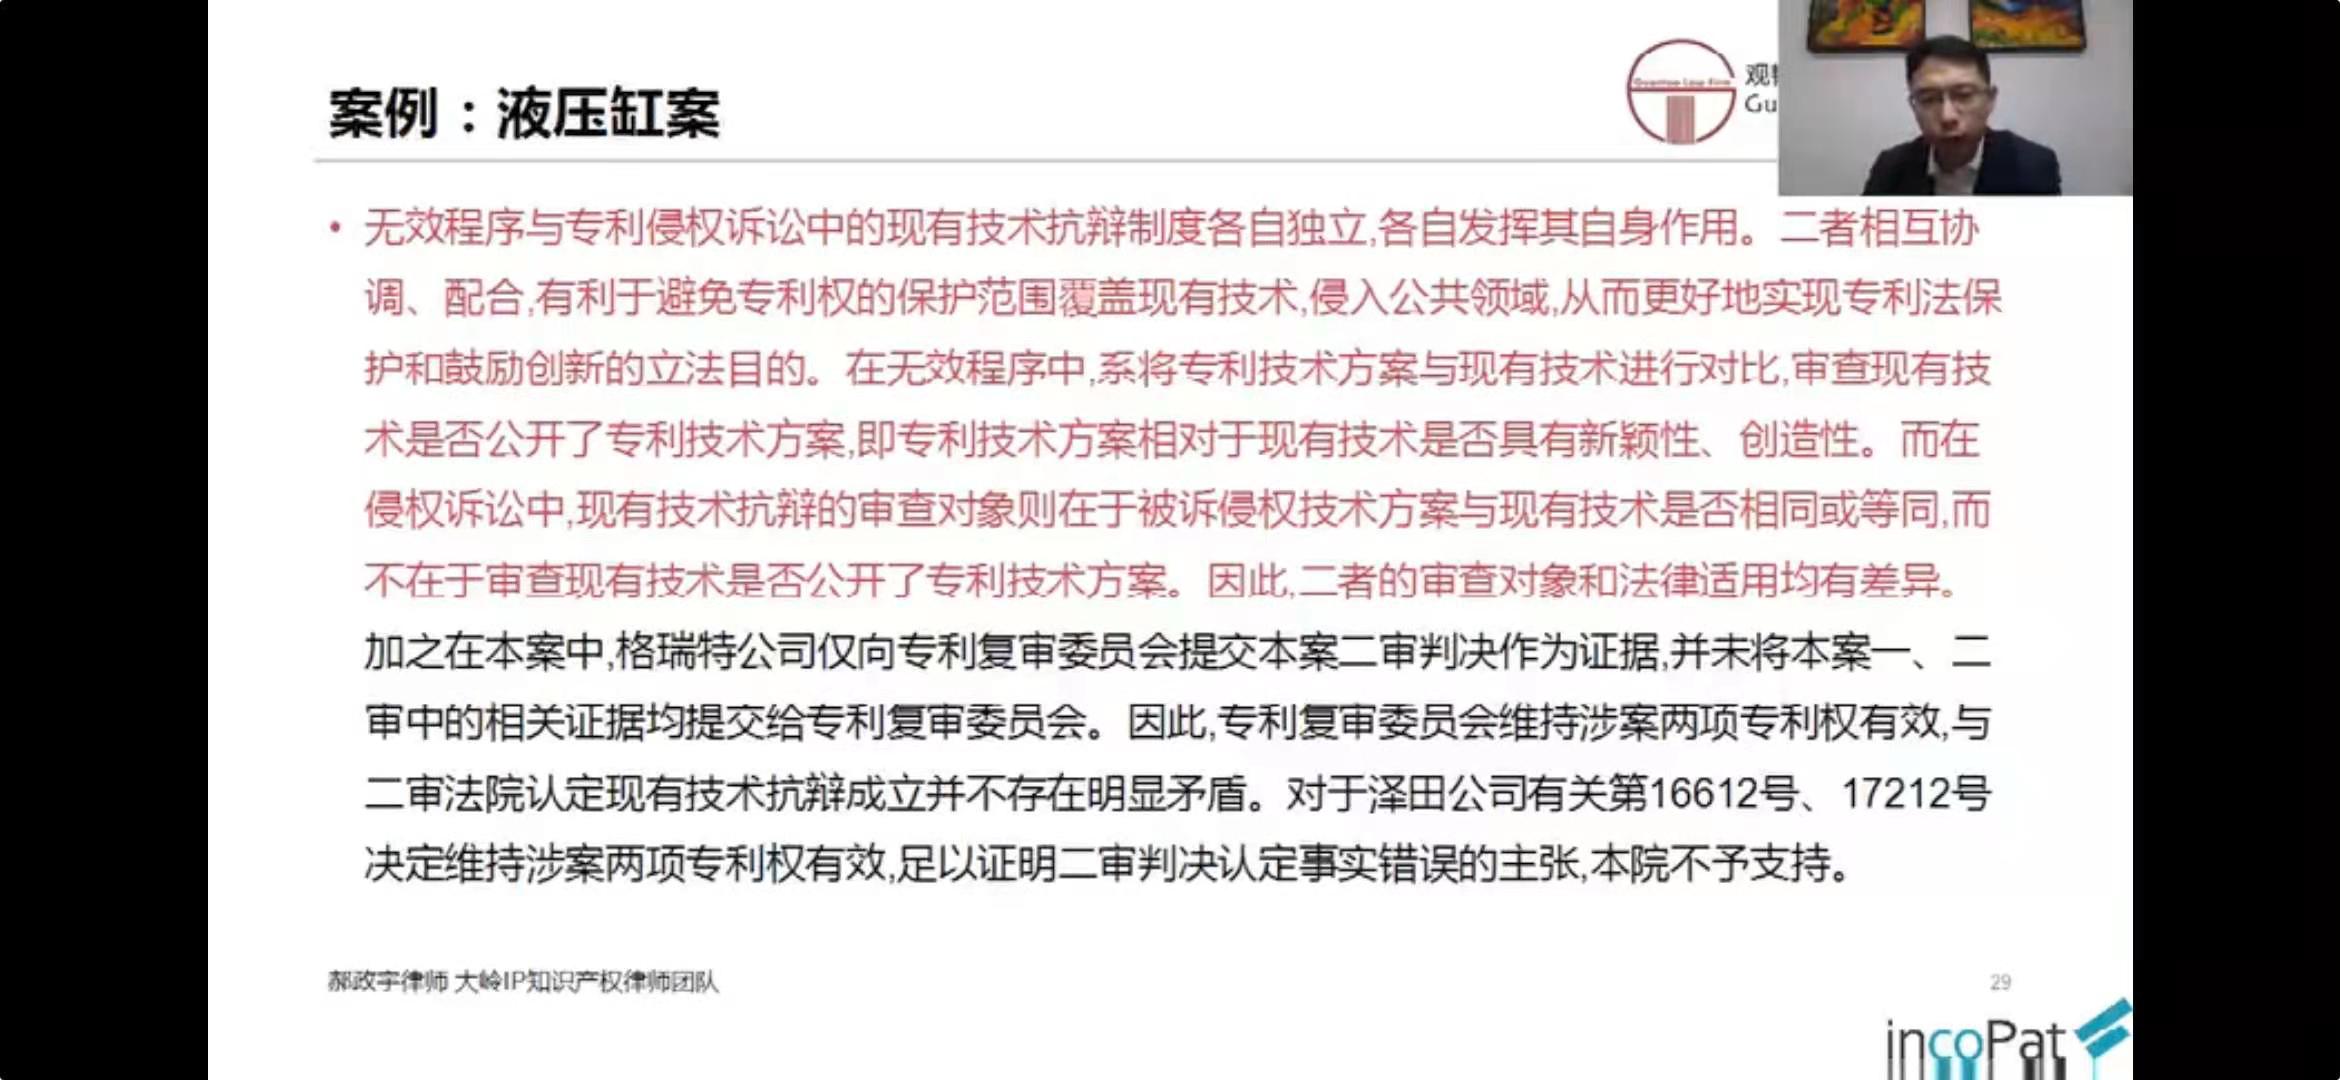 案例：液压缸案
Guantao Law Firm
观
Gu
• 无效程序与专利侵权诉讼中的现有技术抗辩制度各自独立,各自发挥其自身作用。二者相互协
调、配合,有利于避免专利权的保护范围覆盖现有技术,侵入公共领域,从而更好地实现专利法保
护和鼓励创新的立法目的。在无效程序中,系将专利技术方案与现有技术进行对比,审查现有技
术是否公开了专利技术方案,即专利技术方案相对于现有技术是否具有新颖性、创造性。而在
侵权诉讼中,现有技术抗辩的审查对象则在于被诉侵权技术方案与现有技术是否相同或等同,而
不在于审查现有技术是否公开了专利技术方案。因此,二者的审查对象和法律适用均有差异。
加之在本案中,格瑞特公司仅向专利复审委员会提交本案二审判决作为证据,并未将本案一、二
审中的相关证据均提交给专利复审委员会。因此,专利复审委员会维持涉案两项专利权有效,与
二审法院认定现有技术抗辩成立并不存在明显矛盾。对于泽田公司有关第16612号、17212号
决定维持涉案两项专利权有效,足以证明二审判决认定事实错误的主张,本院不予支持。
郝政宇律师 大岭IP知识产权律师团队
29
incoPat